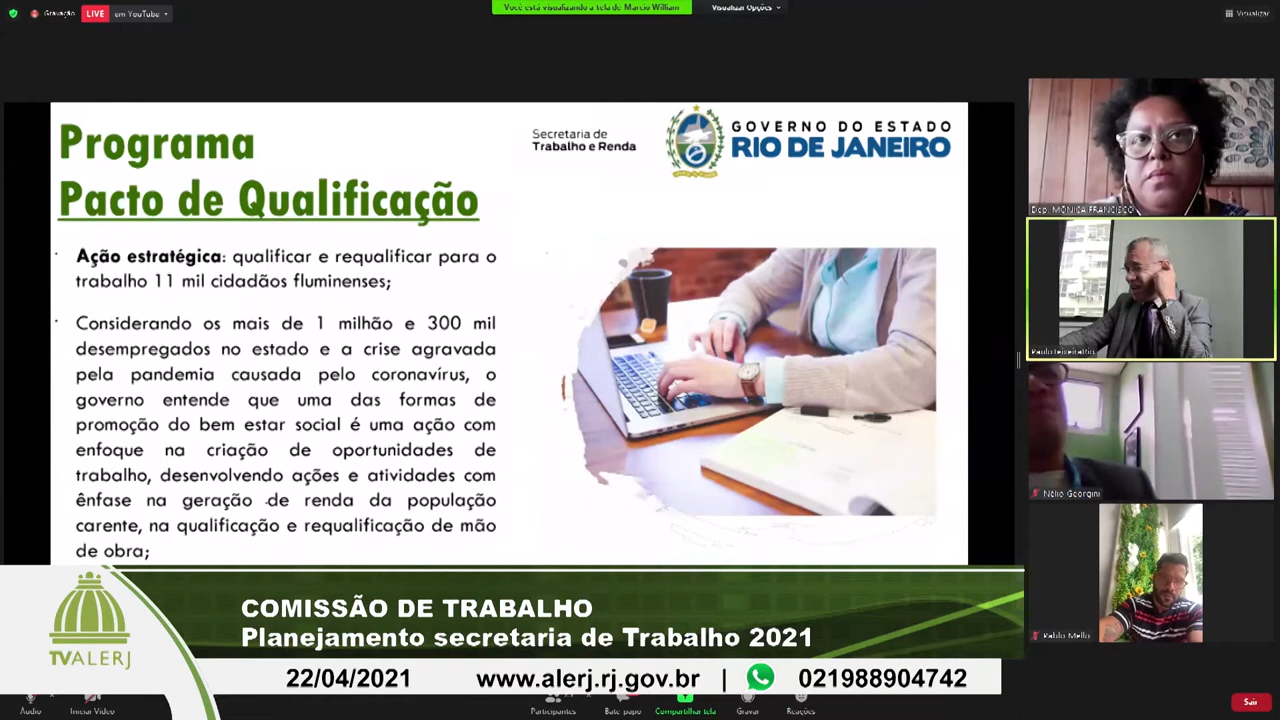 Gravação
LIVE
em YouTube
Você está visualizando a tela de Marcio William
Visualizar Opções
Visualizar
Programa
Pacto de Qualificação
Secretaria de
Trabalho e Renda
GOVERNO DO ESTADO
RIO DE JANEIRO
Ação estratégica: qualificar e requalificar para o
trabalho 11 mil cidadãos fluminenses;
Considerando os mais de 1 milhão e 300 mil
desempregados no estado e a crise agravada
pela pandemia causada pelo coronavírus, o
governo entende que uma das formas de
promoção do bem estar social é uma ação com
enfoque na criação de oportunidades de
trabalho, desenvolvendo ações e atividades com
ênfase na geração de renda da população
carente, na qualificação e requalificação de mão
de obra;
Dep. MÔNICA FRANCISCO
PauloTeixeiraRio
Nélio Georgini
Pablo Mello
TVALERJ
COMISSÃO DE TRABALHO
Planejamento secretaria de Trabalho 2021
22/04/2021
www.alerj.rj.gov.br | 021988904742
Áudio
Iniciar Vídeo
Participantes
Bate-papo
Compartilhar tela
Gravar
Reações
Sair